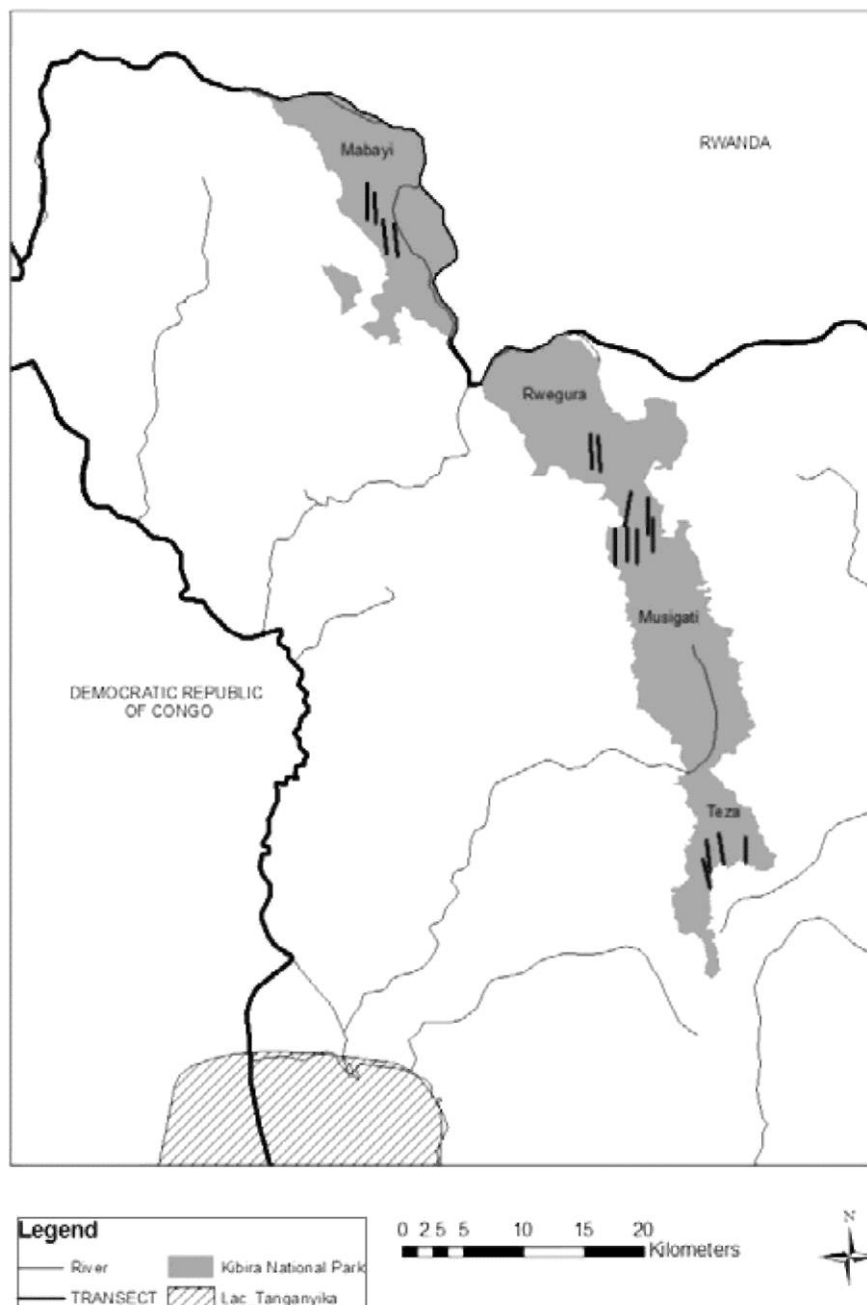 Mabayi
RWANDA
Rwegura
Musigati
DEMOCRATIC REPUBLIC
OF CONGO
Teza
Legend
River
Kibira National Park
TRANSECT
Lac Tanganyika
0 2.5 5 10 15 20
Kilometers
N